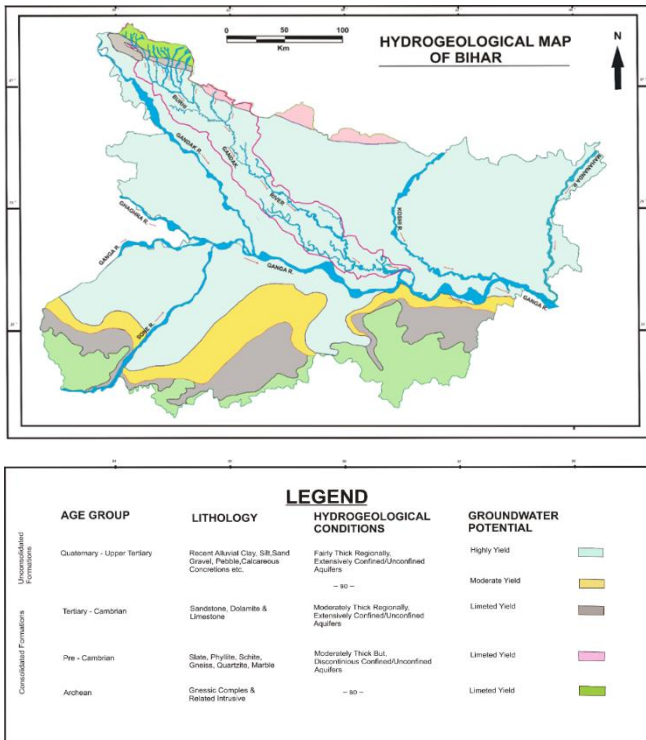 0 50 100
Km
HYDROGEOLOGICAL MAP
OF BIHAR
N
BURHI
GANDAK
RIVER
GANDAK R.
GHAGHRA R.
GANGA R.
GANGA R.
SONE R.
KOSHI R.
MAHANANDA R.
GANGA R.
LEGEND
AGE GROUP
LITHOLOGY
HYDROGEOLOGICAL
CONDITIONS
GROUNDWATER
POTENTIAL
Unconsolidated
Formations
Quaternary - Upper Tertiary
Recent Alluvial Clay, Silt,Sand
Gravel, Pebble,Calcareous
Concretions etc.
Fairly Thick Regionally,
Extensively Confined/Unconfined
Aquifers
Highly Yield
Moderate Yield
Consolidated Formations
Tertiary - Cambrian
Sandstone, Dolamite &
Limestone
Moderately Thick Regionally,
Extensively Confined/Unconfined
Aquifers
Limeted Yield
Pre - Cambrian
Slate, Phyllite, Schite,
Gneiss, Quartzite, Marble
Moderately Thick But,
Discontinious Confined/Unconfined
Aquifers
Limeted Yield
Archean
Gnessic Comples &
Related Intrusive
Limeted Yield